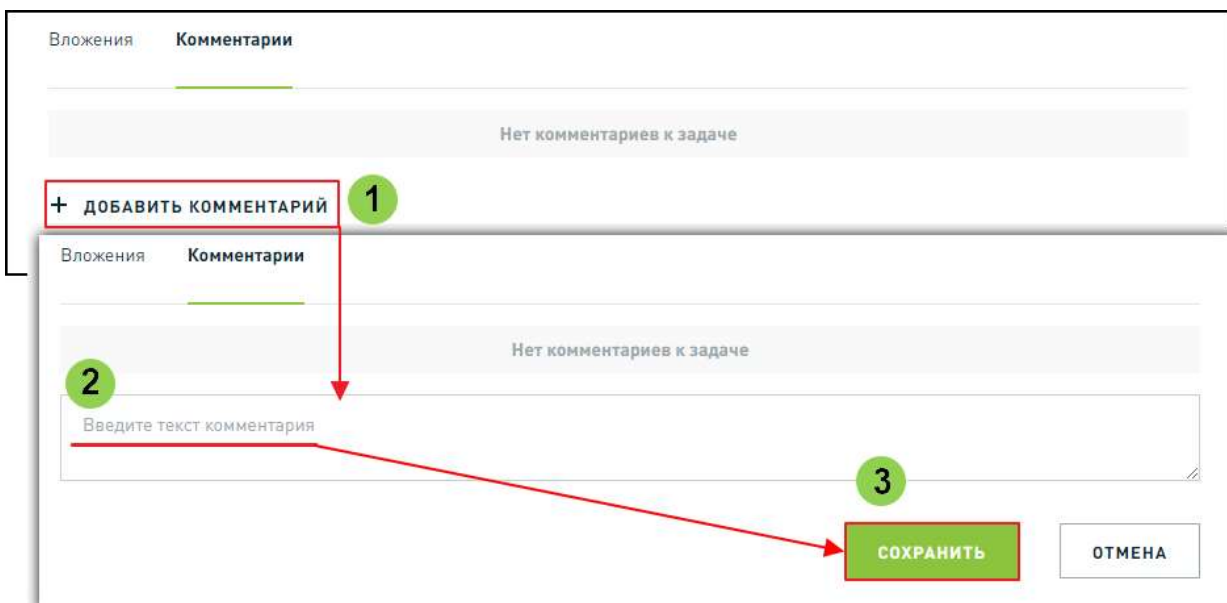 Вложения Комментарии
Нет комментариев к задаче
+ ДОБАВИТЬ КОММЕНТАРИЙ 1
Вложения Комментарии
Нет комментариев к задаче
2
Введите текст комментария
3
СОХРАНИТЬ ОТМЕНА